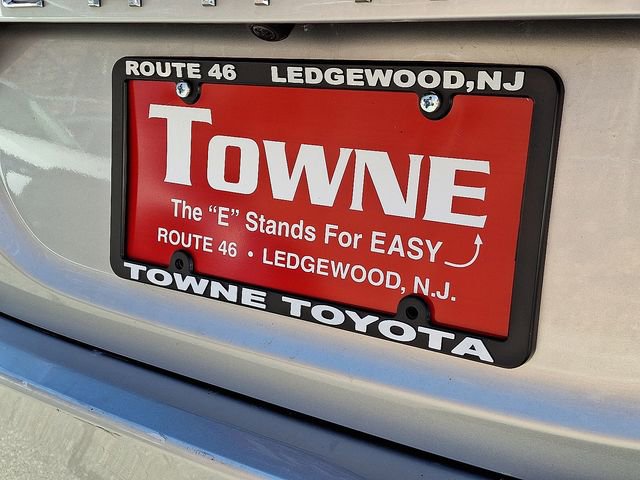 ROUTE 46 LEDGEWOOD,NJ
TOWNE
The "E" Stands For EASY
ROUTE 46 • LEDGEWOOD, N.J.
TOWNE TOYOTA